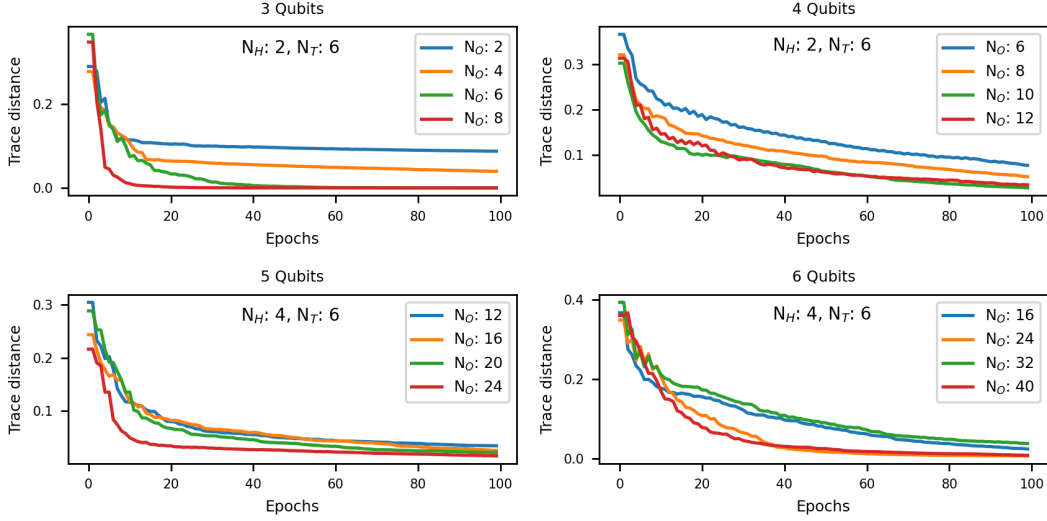 3 Qubits
N_H: 2, N_T: 6
N_O: 2
N_O: 4
N_O: 6
N_O: 8
Trace distance
0.2
0.0
0 20 40 60 80 100
Epochs
4 Qubits
N_H: 2, N_T: 6
N_O: 6
N_O: 8
N_O: 10
N_O: 12
Trace distance
0.3
0.2
0.1
0 20 40 60 80 100
Epochs
5 Qubits
N_H: 4, N_T: 6
N_O: 12
N_O: 16
N_O: 20
N_O: 24
Trace distance
0.3
0.2
0.1
0 20 40 60 80 100
Epochs
6 Qubits
N_H: 4, N_T: 6
N_O: 16
N_O: 24
N_O: 32
N_O: 40
Trace distance
0.4
0.2
0.0
0 20 40 60 80 100
Epochs